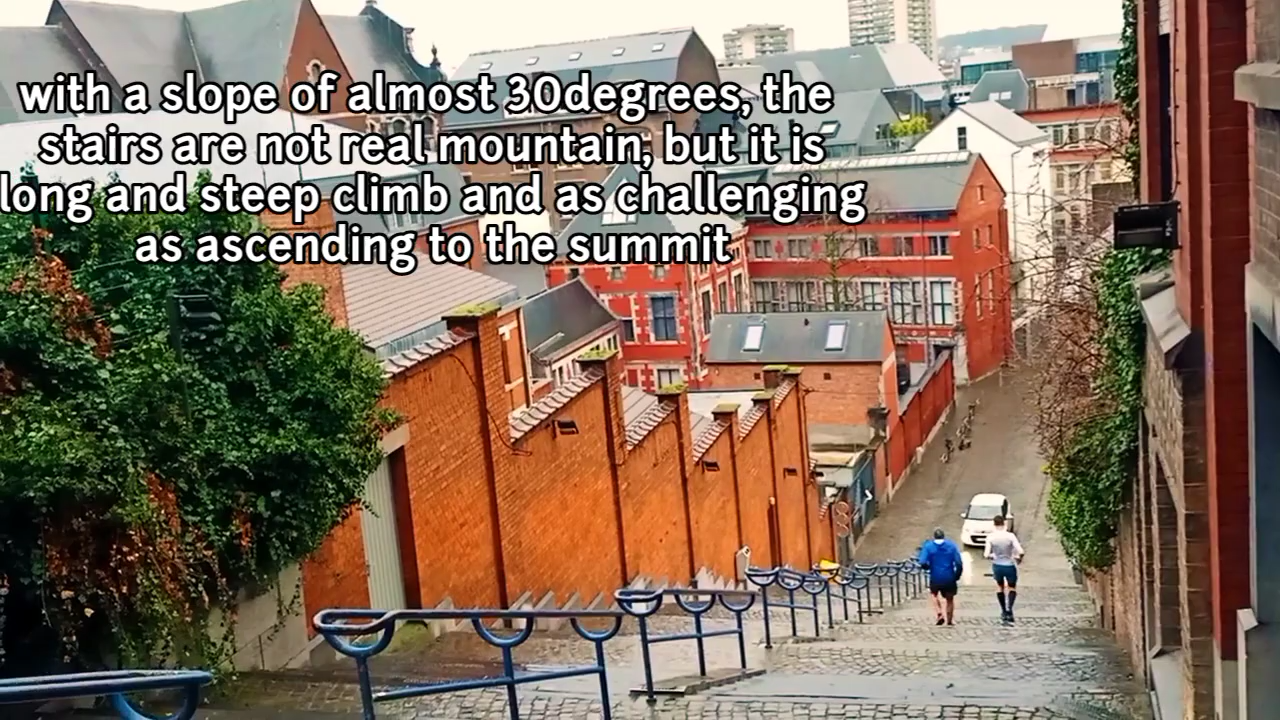 with a slope of almost 30degrees, the
stairs are not real mountain, but it is
long and steep climb and as challenging
as ascending to the summit